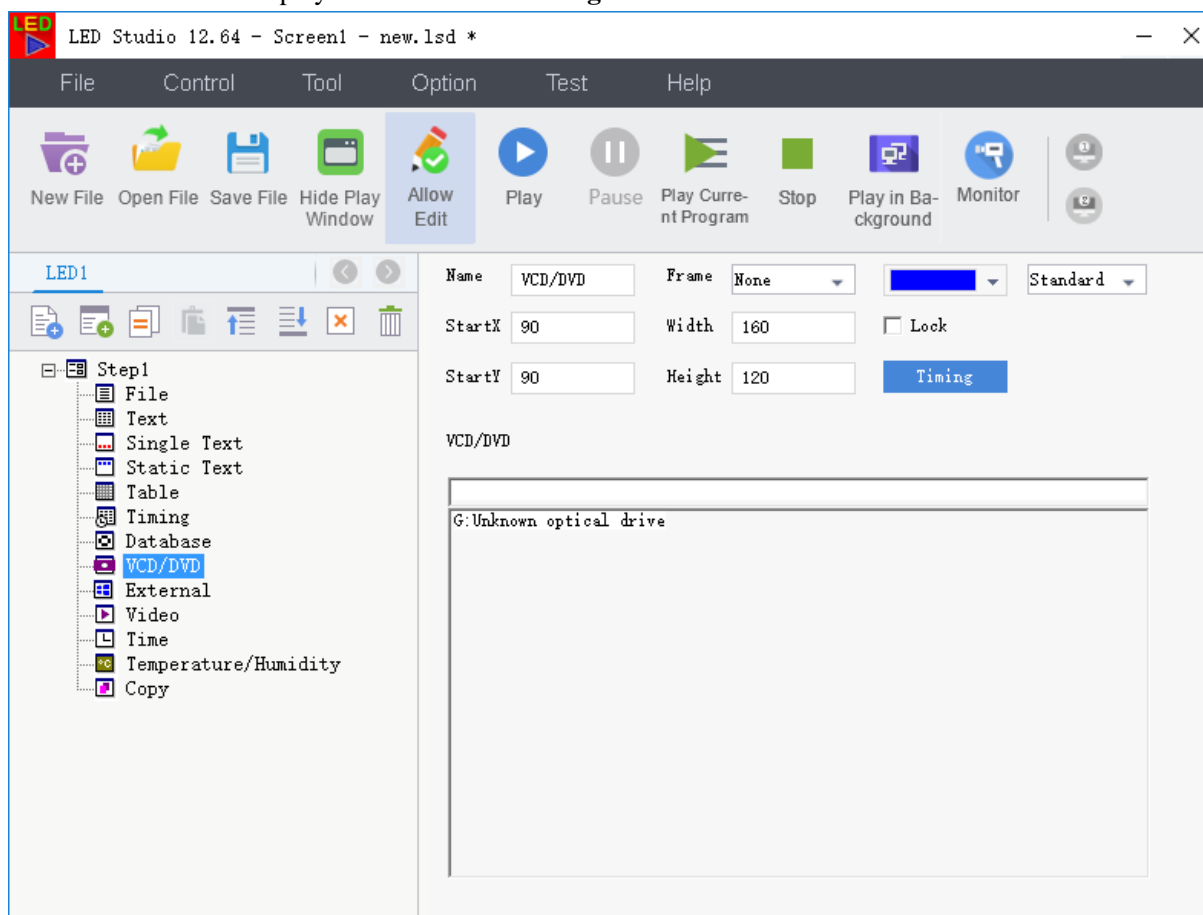 play
g
LED
LED Studio 12.64 - Screen1 - new.lsd *
File Control Tool Option Test Help
New File Open File Save File Hide Play Window Allow Edit Play Pause Play Curre-nt Program Stop Play in Ba-ckground Monitor
1
2
LED1
Name VCD/DVD Frame None Standard
StartX 90 Width 160 Lock
StartY 90 Height 120 Timing
VCD/DVD
G:Unknown optical drive
Step1
File
Text
Single Text
Static Text
Table
Timing
Database
VCD/DVD
External
Video
Time
°C Temperature/Humidity
Copy